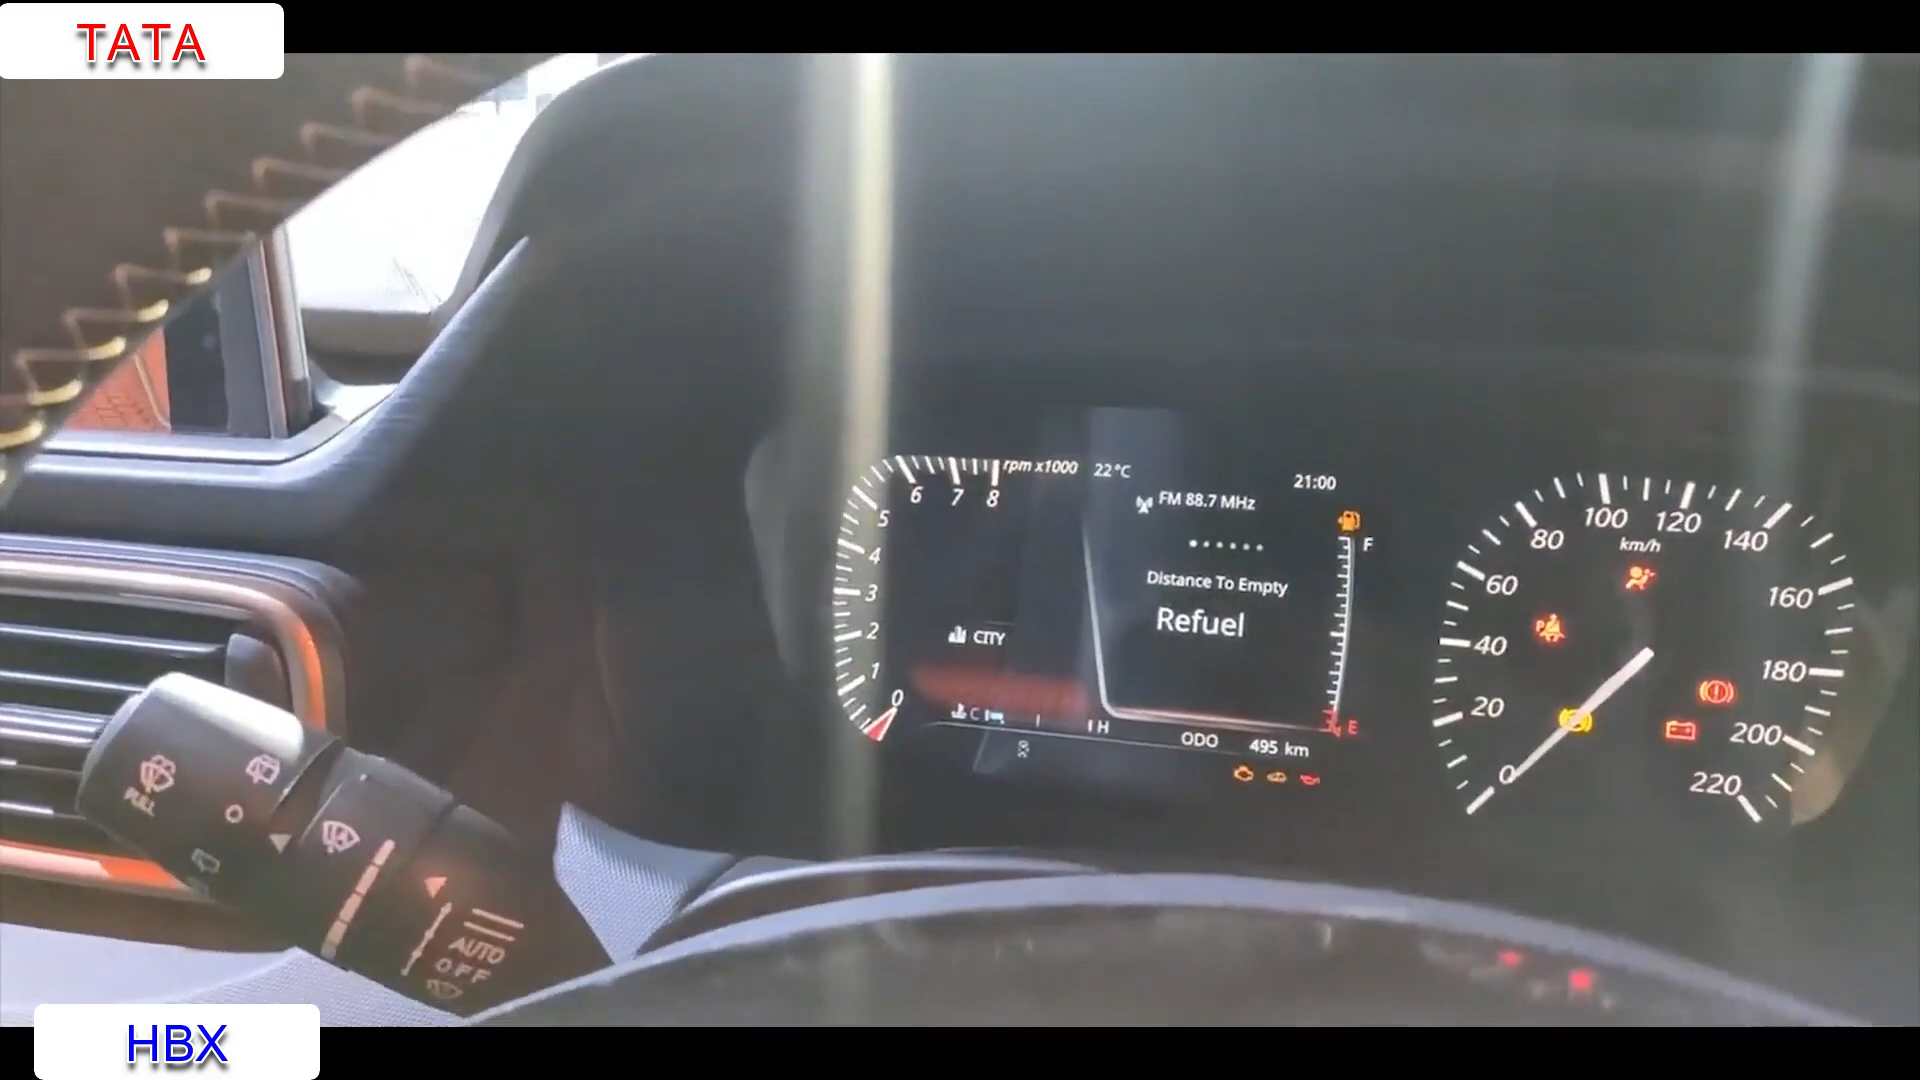 TATA
rpm x1000 22°C
21:00
FM 88.7 MHz
6 7 8
5
4
3
2
1
0
F
Distance To Empty
Refuel
CITY
C H
E
ODO 495 km
0
20
40
60
80
100
120
140
160
180
200
220
km/h
PULL
AUTO
OFF
HBX